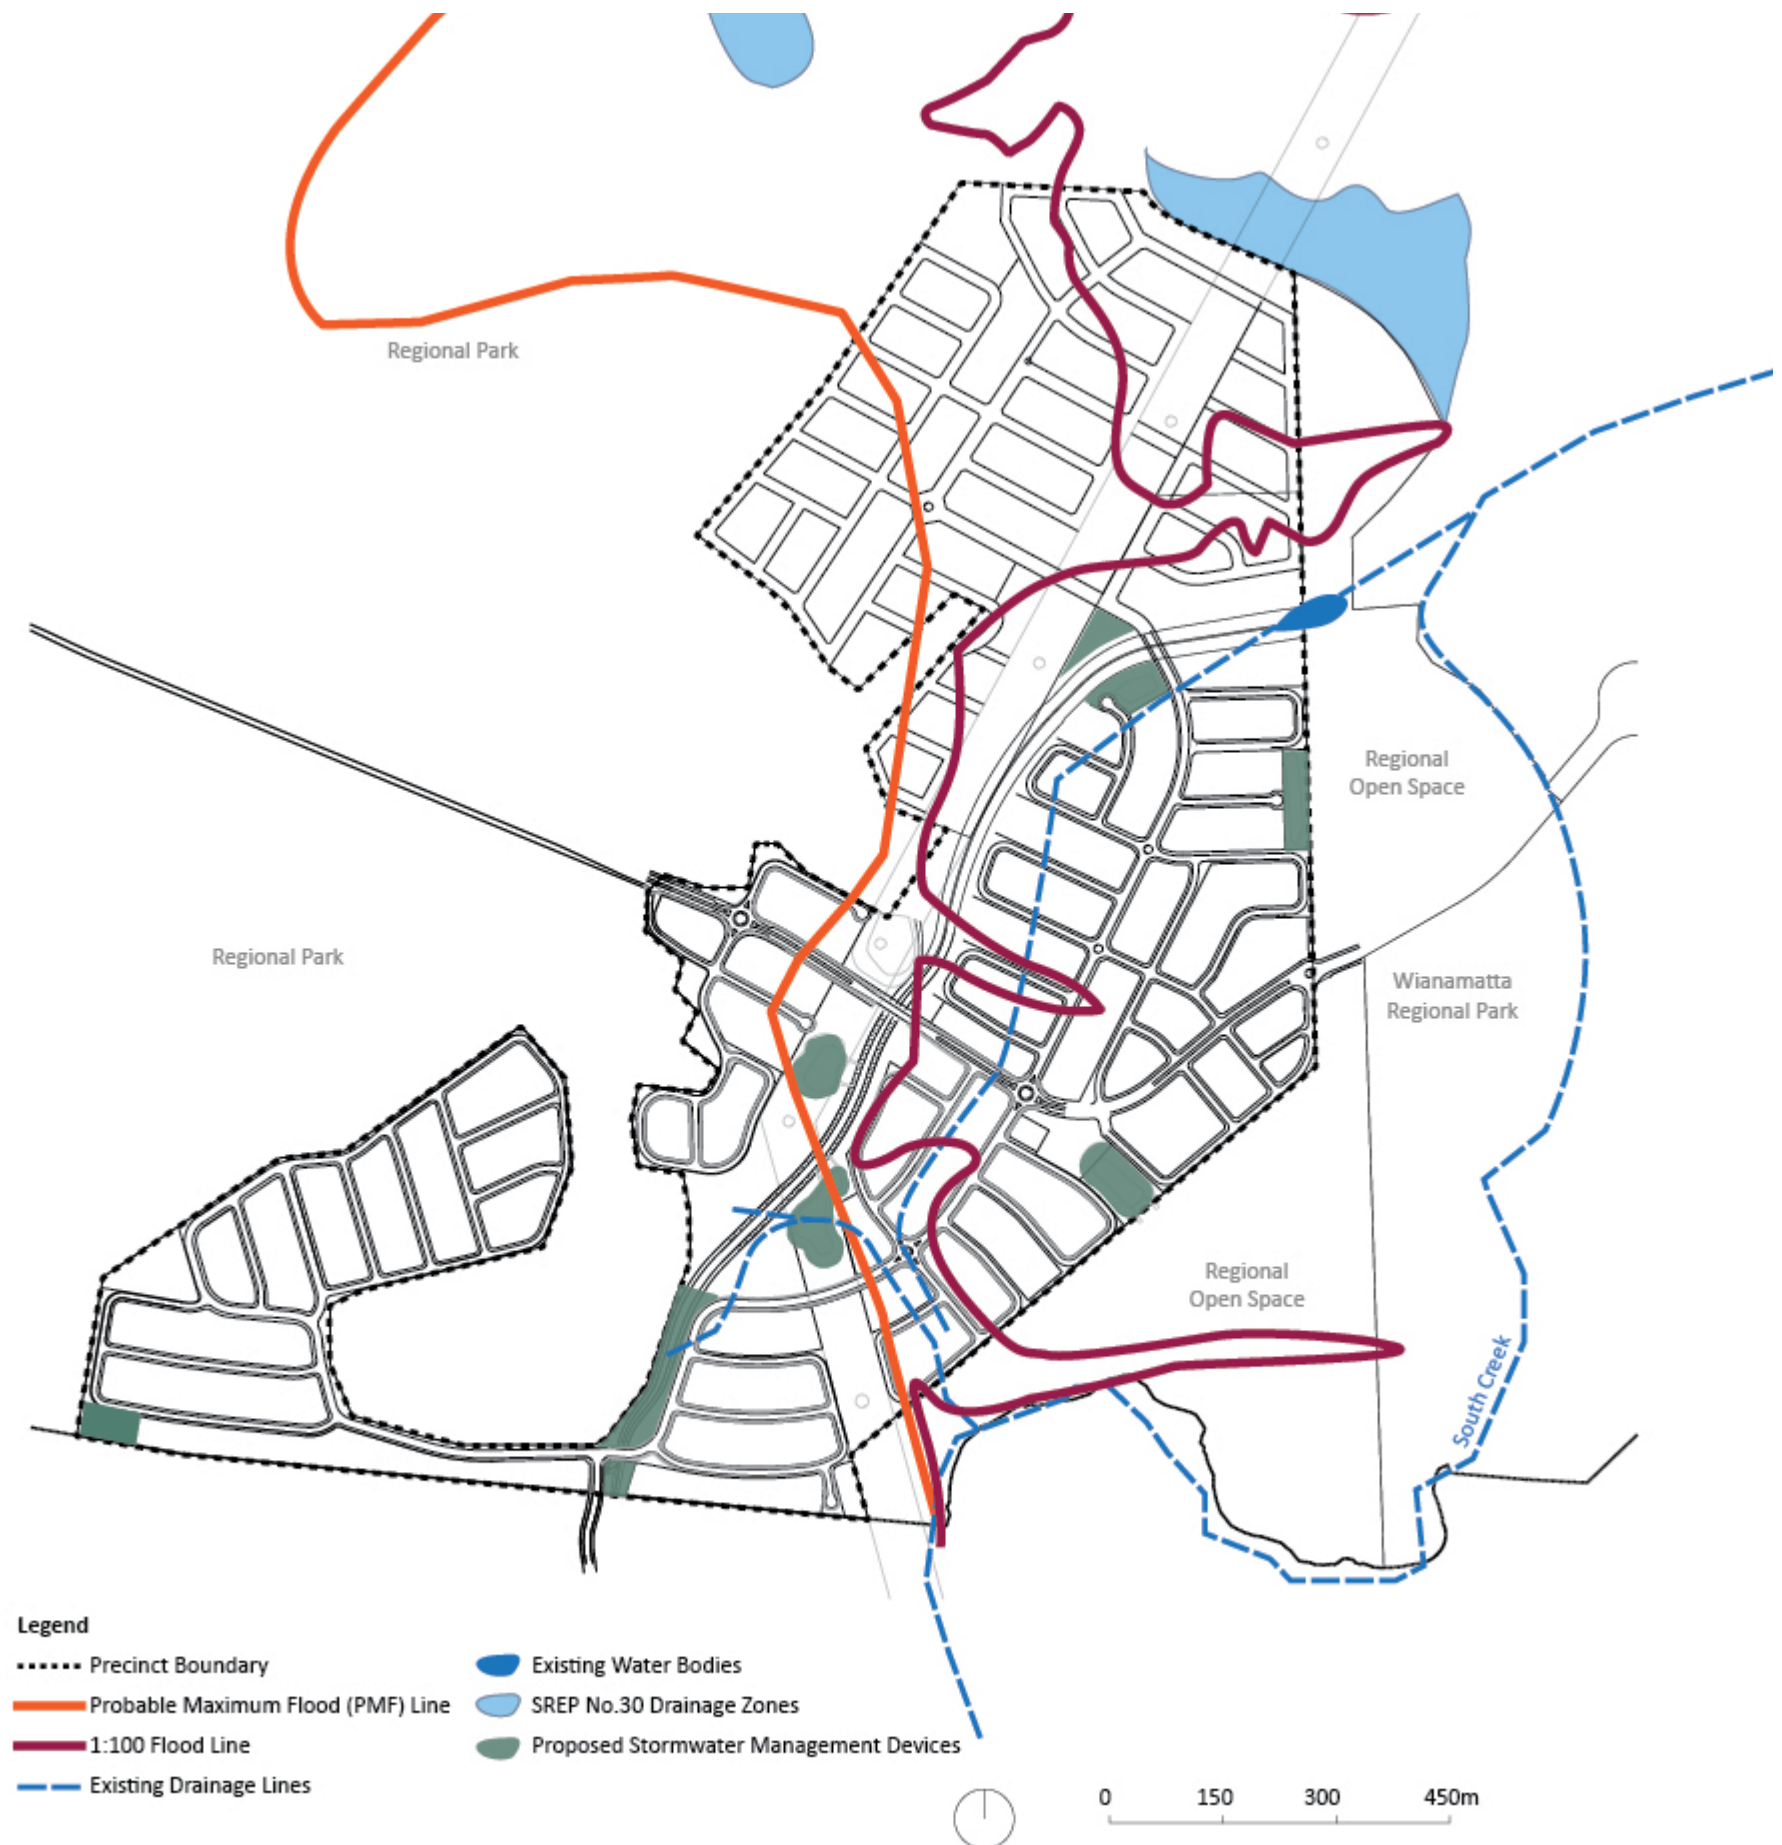 Regional Park
Regional
Open Space
Regional Park
Wianamatta
Regional Park
Regional
Open Space
South Creek
Legend
Precinct Boundary
Probable Maximum Flood (PMF) Line
1:100 Flood Line
Existing Drainage Lines
Existing Water Bodies
SREP No.30 Drainage Zones
Proposed Stormwater Management Devices
0 150 300 450m